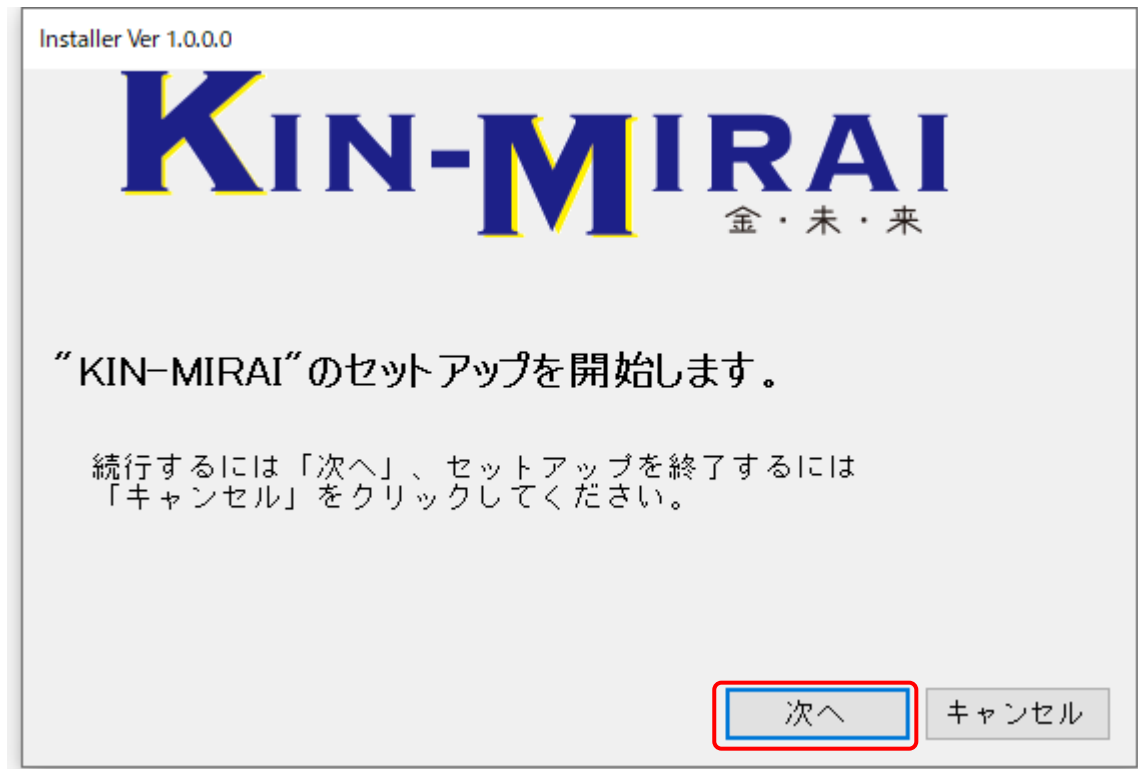 Installer Ver 1.0.0.0
KIN-MIRAI
金・未・来
"KIN-MIRAI"のセットアップを開始します。
続行するには「次へ」、セットアップを終了するには
「キャンセル」をクリックしてください。
次へ
キャンセル